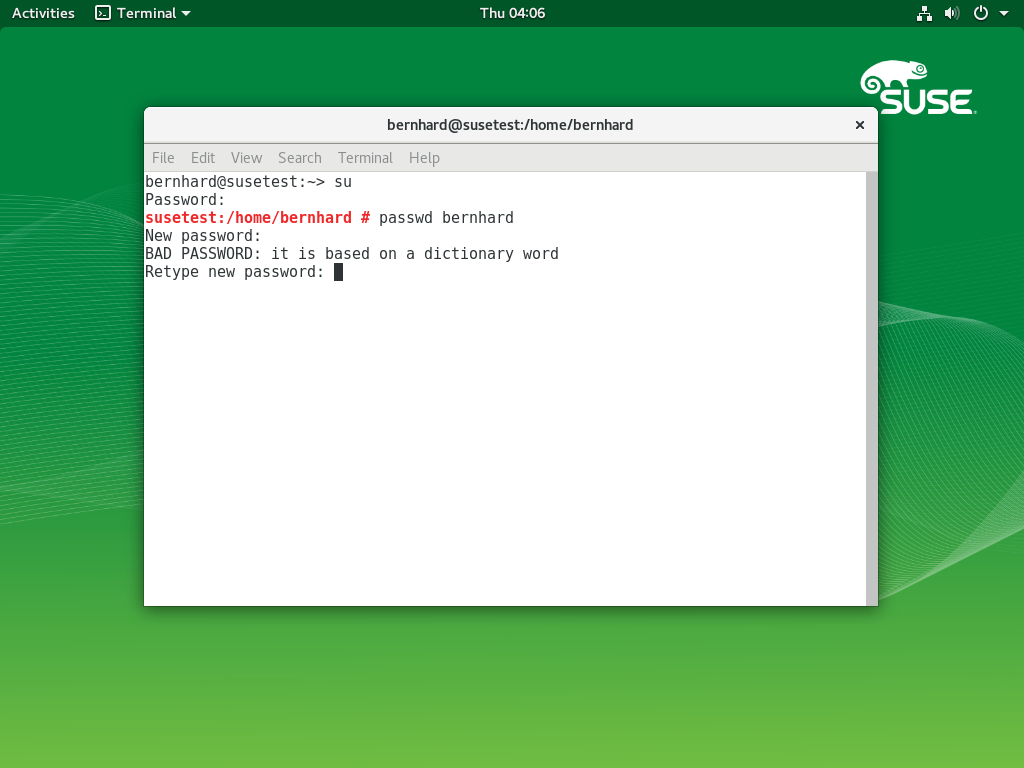 Activities Terminal Thu 04:06
SUSE
bernhard@susetest:/home/bernhard
File Edit View Search Terminal Help
bernhard@susetest:~> su
Password:
susetest:/home/bernhard # passwd bernhard
New password:
BAD PASSWORD: it is based on a dictionary word
Retype new password: